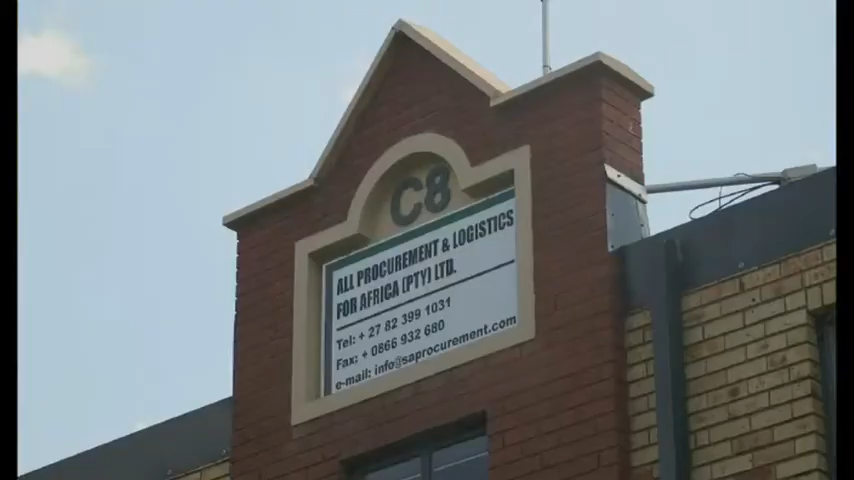 C8
ALL PROCUREMENT & LOGISTICS
FOR AFRICA (PTY) LTD.
Tel: + 27 82 399 1031
Fax: + 0866 932 680
e-mail: info@saprocurement.com